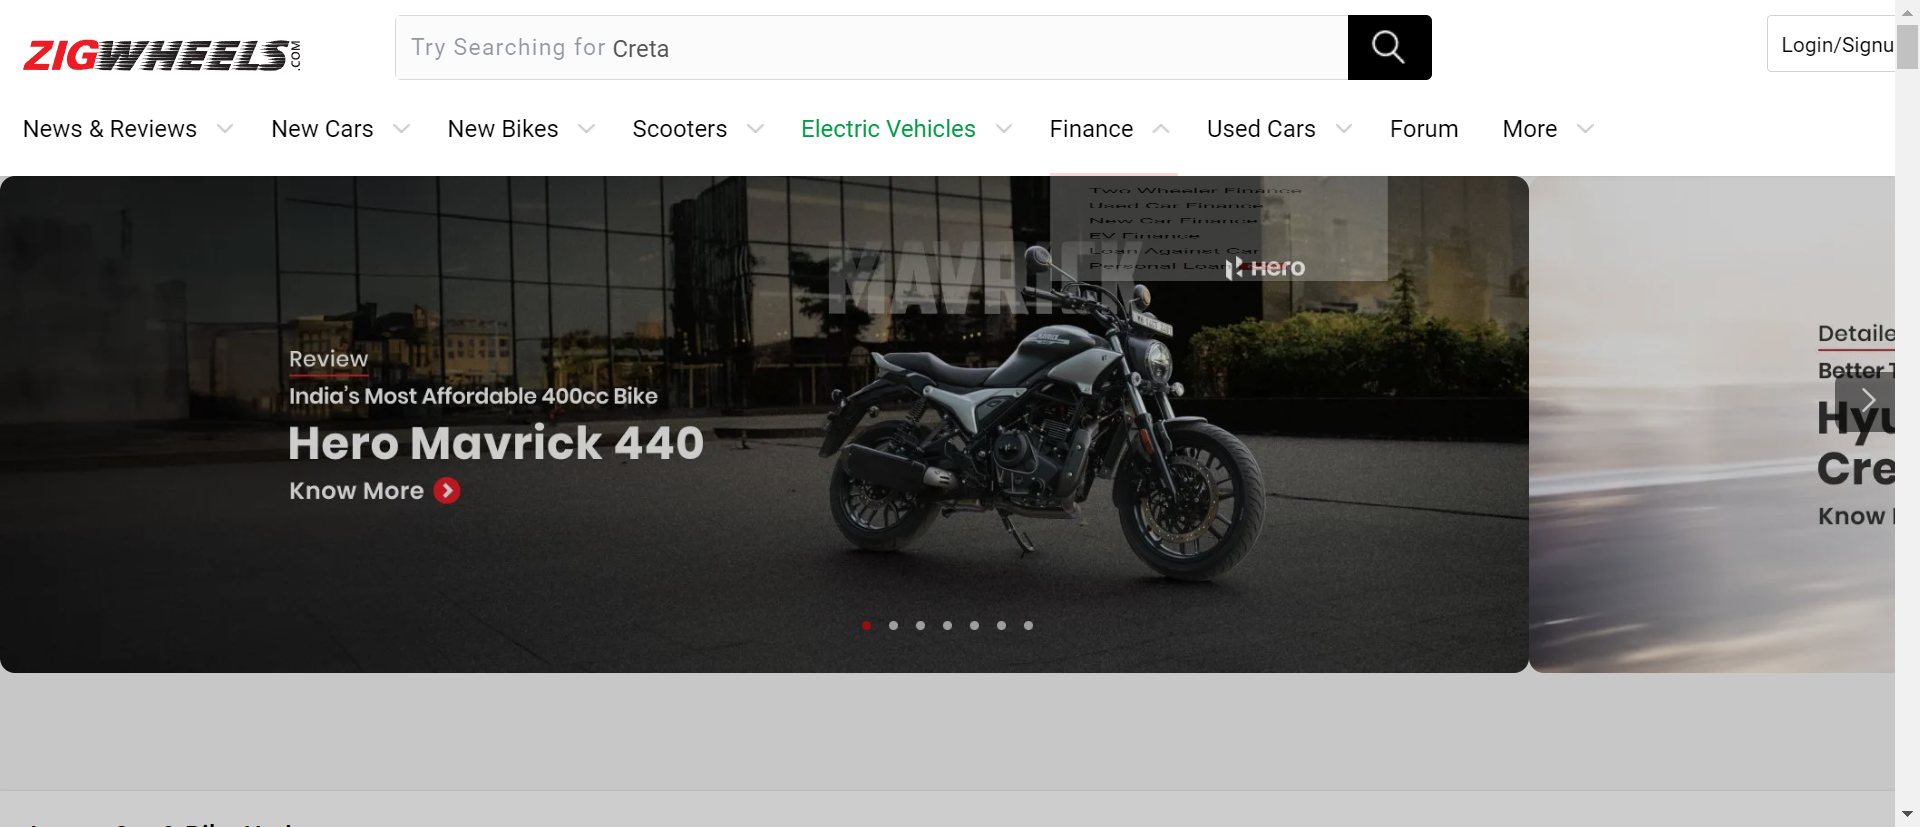 ZIGWHEELS.COM
Try Searching for Creta
Login/Signu
News & Reviews New Cars New Bikes Scooters Electric Vehicles Finance Used Cars Forum More
Two Wheeler Finance
Used Car Finance
New Car Finance
EV Finance
Loan Against Car
Personal Loan
MAVRICK
Hero
Review
India's Most Affordable 400cc Bike
Hero Mavrick 440
Know More
Detaile
Better T
Hyu
Cre
Know